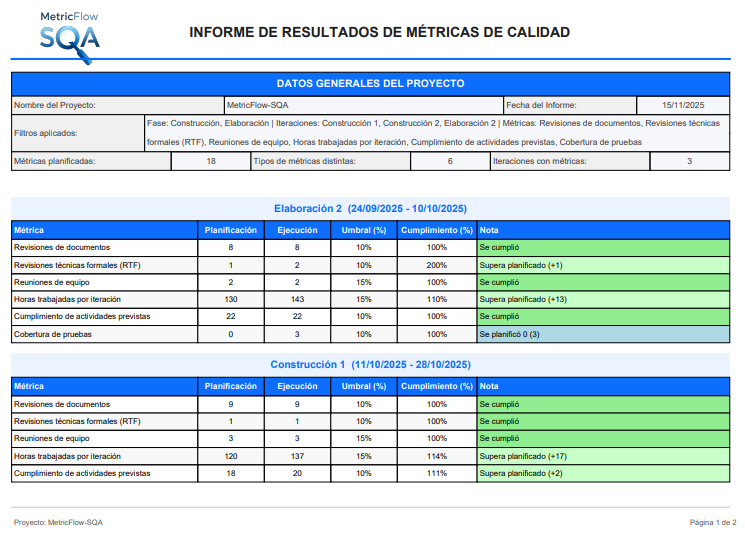 MetricFlow
SQA
INFORME DE RESULTADOS DE MÉTRICAS DE CALIDAD
DATOS GENERALES DEL PROYECTO
Nombre del Proyecto: MetricFlow-SQA Fecha del Informe: 15/11/2025
Filtros aplicados: Fase: Construcción, Elaboración | Iteraciones: Construcción 1, Construcción 2, Elaboración 2 | Métricas: Revisiones de documentos, Revisiones técnicas
formales (RTF), Reuniones de equipo, Horas trabajadas por iteración, Cumplimiento de actividades previstas, Cobertura de pruebas
Métricas planificadas: 18 Tipos de métricas distintas: 6 Iteraciones con métricas: 3
Elaboración 2 (24/09/2025 - 10/10/2025)
Métrica Planificación Ejecución Umbral (%) Cumplimiento (%) Nota
Revisiones de documentos 8 8 10% 100% Se cumplió
Revisiones técnicas formales (RTF) 1 2 10% 200% Supera planificado (+1)
Reuniones de equipo 2 2 15% 100% Se cumplió
Horas trabajadas por iteración 130 143 15% 110% Supera planificado (+13)
Cumplimiento de actividades previstas 22 22 10% 100% Se cumplió
Cobertura de pruebas 0 3 10% 100% Se planificó 0 (3)
Construcción 1 (11/10/2025 - 28/10/2025)
Métrica Planificación Ejecución Umbral (%) Cumplimiento (%) Nota
Revisiones de documentos 9 9 10% 100% Se cumplió
Revisiones técnicas formales (RTF) 1 1 10% 100% Se cumplió
Reuniones de equipo 3 3 15% 100% Se cumplió
Horas trabajadas por iteración 120 137 15% 114% Supera planificado (+17)
Cumplimiento de actividades previstas 18 20 10% 111% Supera planificado (+2)
Proyecto: MetricFlow-SQA Página 1 de 2